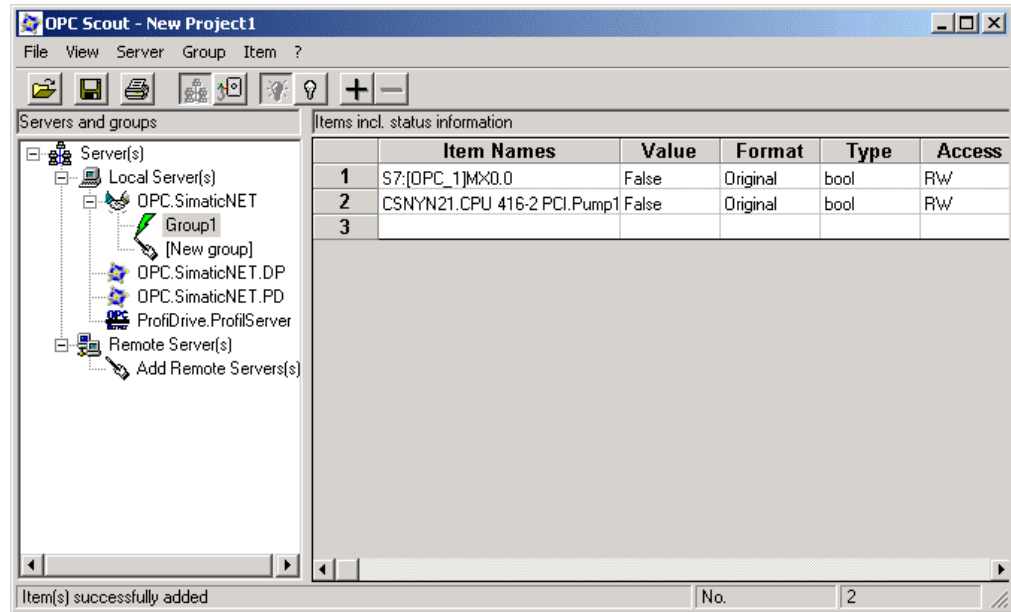 OPC Scout - New Project1
File View Server Group Item ?
Servers and groups
Items incl. status information
Server(s)
Local Server(s)
OPC.SimaticNET
Group1
[New group]
OPC.SimaticNET.DP
OPC.SimaticNET.PD
OPC ProfiDrive.ProfilServer
Remote Server(s)
Add Remote Servers(s)
Item Names Value Format Type Access
1 S7:[OPC_1]MX0.0 False Original bool RW
2 CSNYN21.CPU 416-2 PCI.Pump1 False Original bool RW
3
Item(s) successfully added No. 2